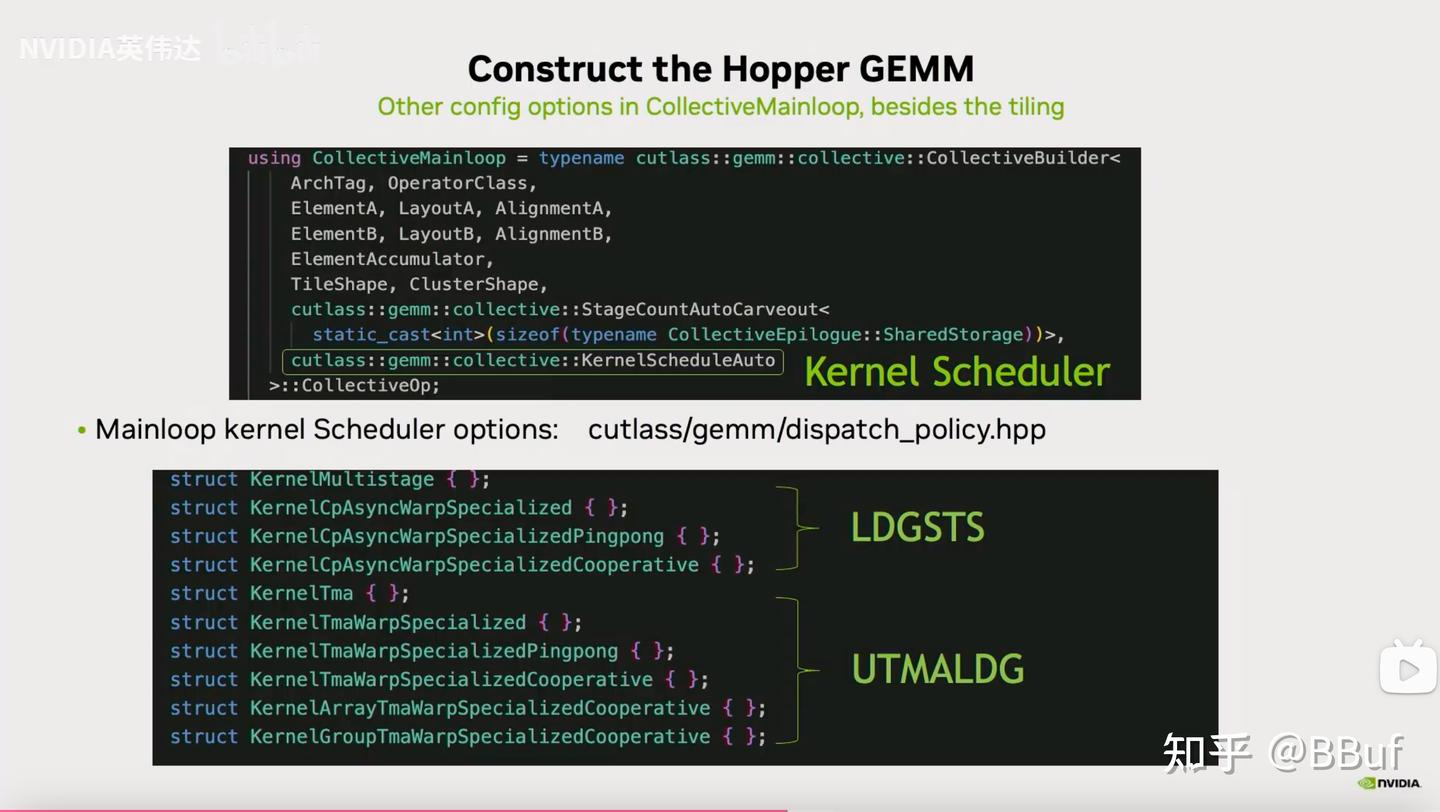 NVIDIA英伟达 bilibili
Construct the Hopper GEMM
Other config options in CollectiveMainloop, besides the tiling
using CollectiveMainloop = typename cutlass::gemm::collective::CollectiveBuilder<
ArchTag, OperatorClass,
ElementA, LayoutA, AlignmentA,
ElementB, LayoutB, AlignmentB,
ElementAccumulator,
TileShape, ClusterShape,
cutlass::gemm::collective::StageCountAutoCarveout<
static_cast<int>(sizeof(typename CollectiveEpilogue::SharedStorage))>,
cutlass::gemm::collective::KernelScheduleAuto
Kernel Scheduler
>::CollectiveOp;
• Mainloop kernel Scheduler options: cutlass/gemm/dispatch_policy.hpp
struct KernelMultistage { };
struct KernelCpAsyncWarpSpecialized { };
struct KernelCpAsyncWarpSpecializedPingpong { };
struct KernelCpAsyncWarpSpecializedCooperative { };
LDGSTS
struct KernelTma { };
struct KernelTmaWarpSpecialized { };
struct KernelTmaWarpSpecializedPingpong { };
struct KernelTmaWarpSpecializedCooperative { };
struct KernelArrayTmaWarpSpecializedCooperative { };
struct KernelGroupTmaWarpSpecializedCooperative { };
UTMALDG
知乎 @BBuf
NVIDIA.